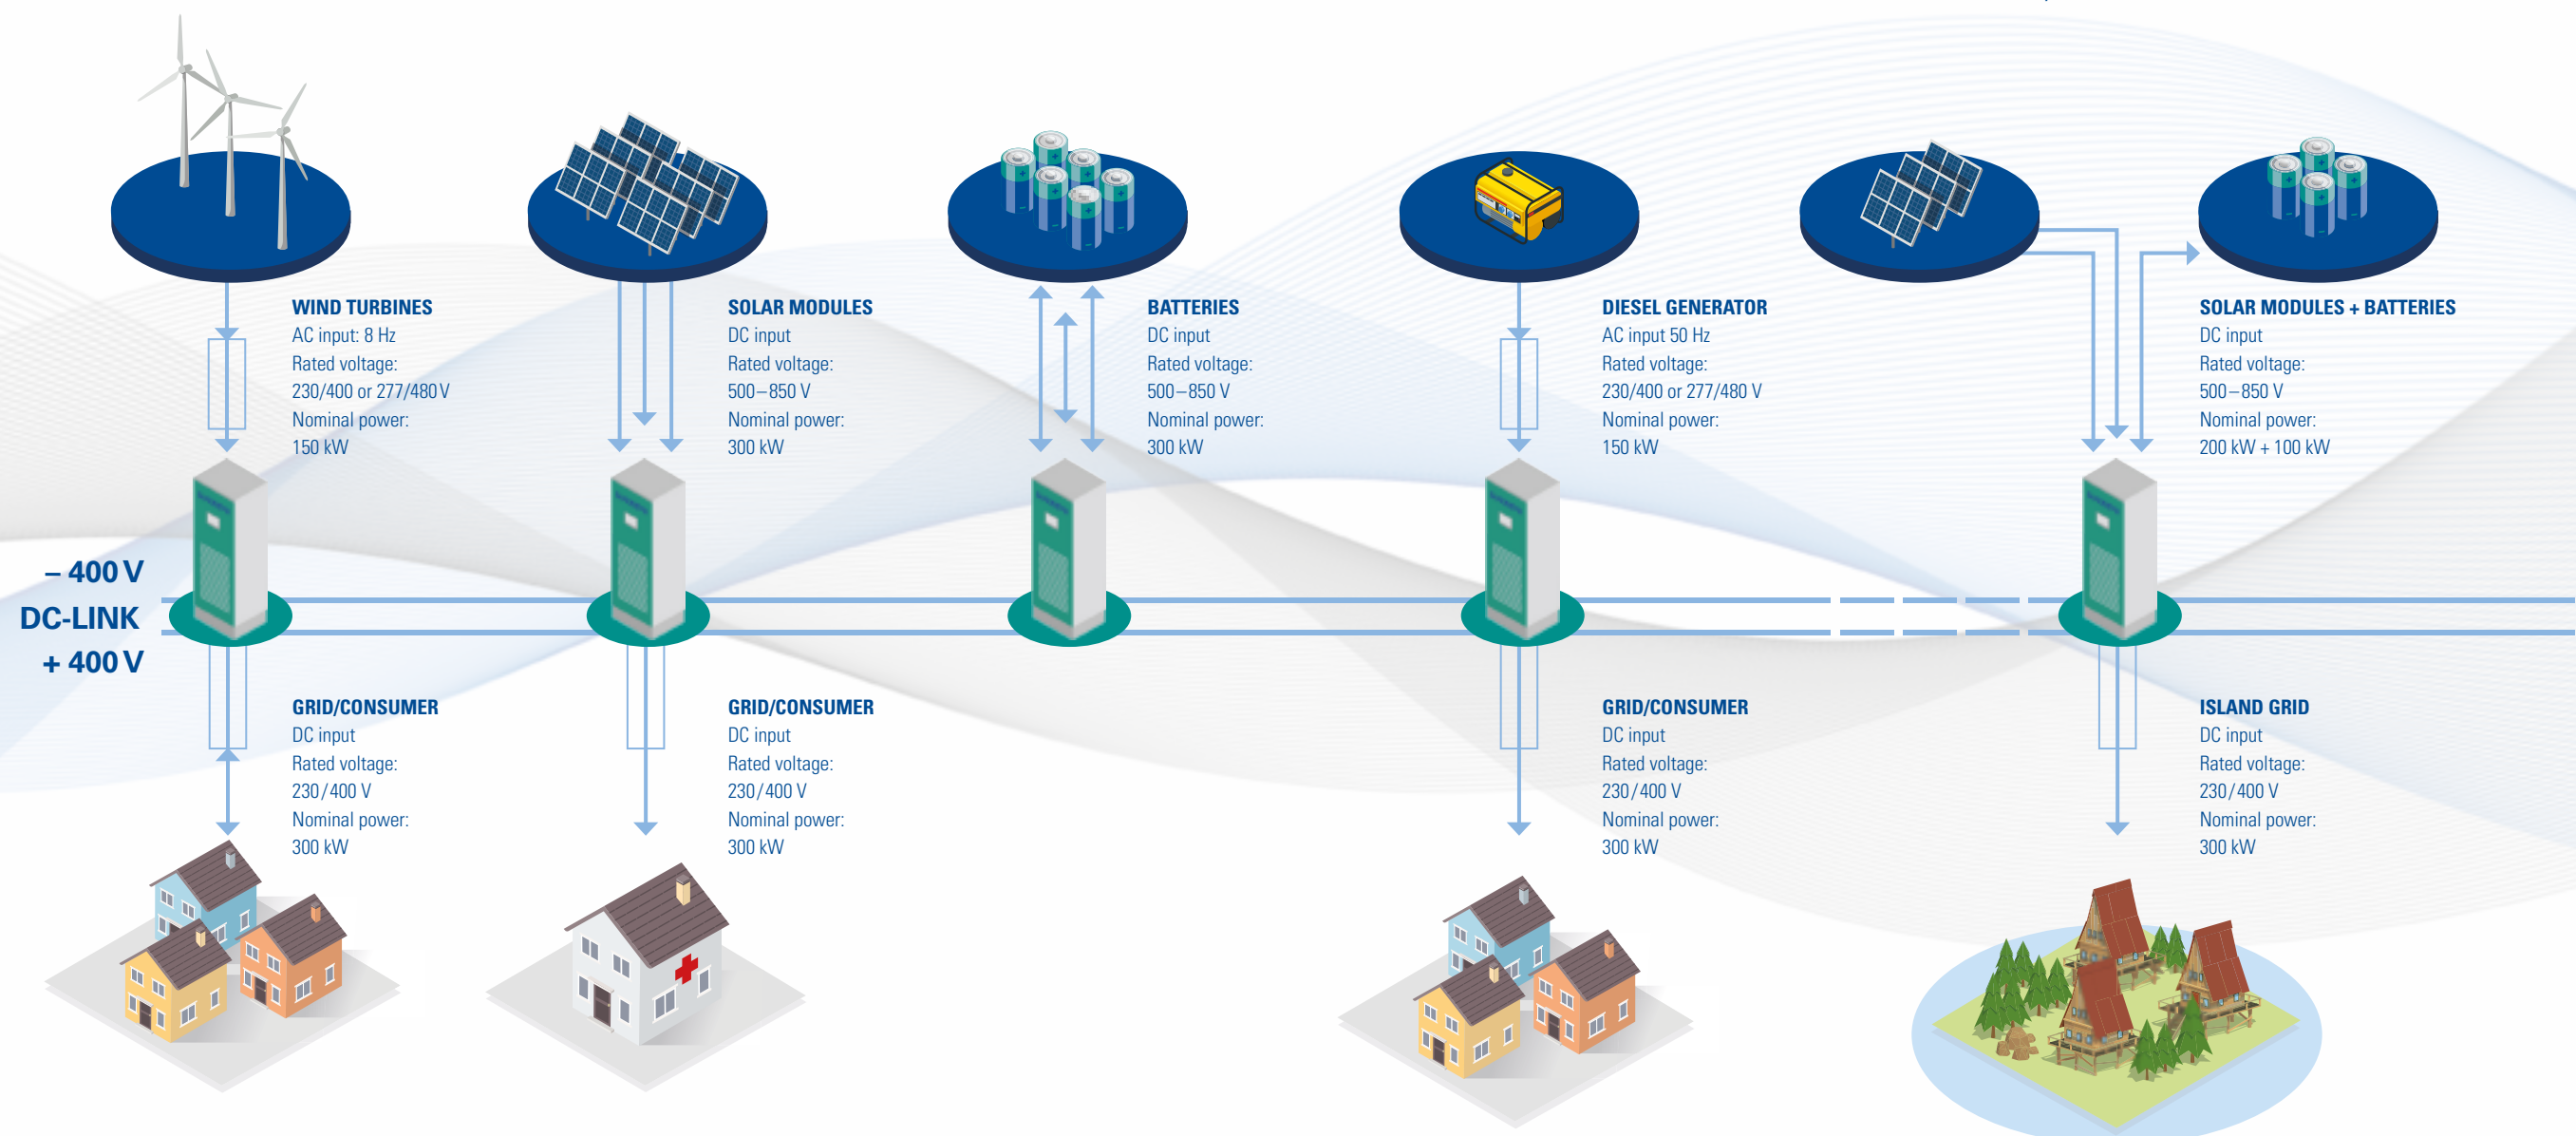 WIND TURBINES
AC input: 8 Hz
Rated voltage:
230/400 or 277/480 V
Nominal power:
150 kW
SOLAR MODULES
DC input
Rated voltage:
500–850 V
Nominal power:
300 kW
BATTERIES
DC input
Rated voltage:
500–850 V
Nominal power:
300 kW
DIESEL GENERATOR
AC input 50 Hz
Rated voltage:
230/400 or 277/480 V
Nominal power:
150 kW
SOLAR MODULES + BATTERIES
DC input
Rated voltage:
500–850 V
Nominal power:
200 kW + 100 kW
– 400 V
DC-LINK
+ 400 V
GRID/CONSUMER
DC input
Rated voltage:
230/400 V
Nominal power:
300 kW
GRID/CONSUMER
DC input
Rated voltage:
230/400 V
Nominal power:
300 kW
GRID/CONSUMER
DC input
Rated voltage:
230/400 V
Nominal power:
300 kW
ISLAND GRID
DC input
Rated voltage:
230/400 V
Nominal power:
300 kW